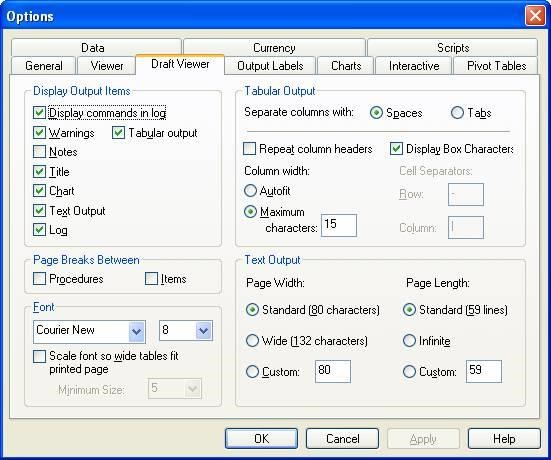 Options
Data Currency Scripts
General Viewer Draft Viewer Output Labels Charts Interactive Pivot Tables
Display Output Items
Display commands in log
Warnings Tabular output
Notes
Title
Chart
Text Output
Log
Page Breaks Between
Procedures Items
Font
Courier New 8
Scale font so wide tables fit
printed page
Minimum Size: 5
Tabular Output
Separate columns with: Spaces Tabs
Repeat column headers Display Box Characters
Column width: Cell Separators:
Autofit Row: -
Maximum
characters: 15 Column: |
Text Output
Page Width: Page Length:
Standard (80 characters) Standard (59 lines)
Wide (132 characters) Infinite
Custom: 80 Custom: 59
OK Cancel Apply Help